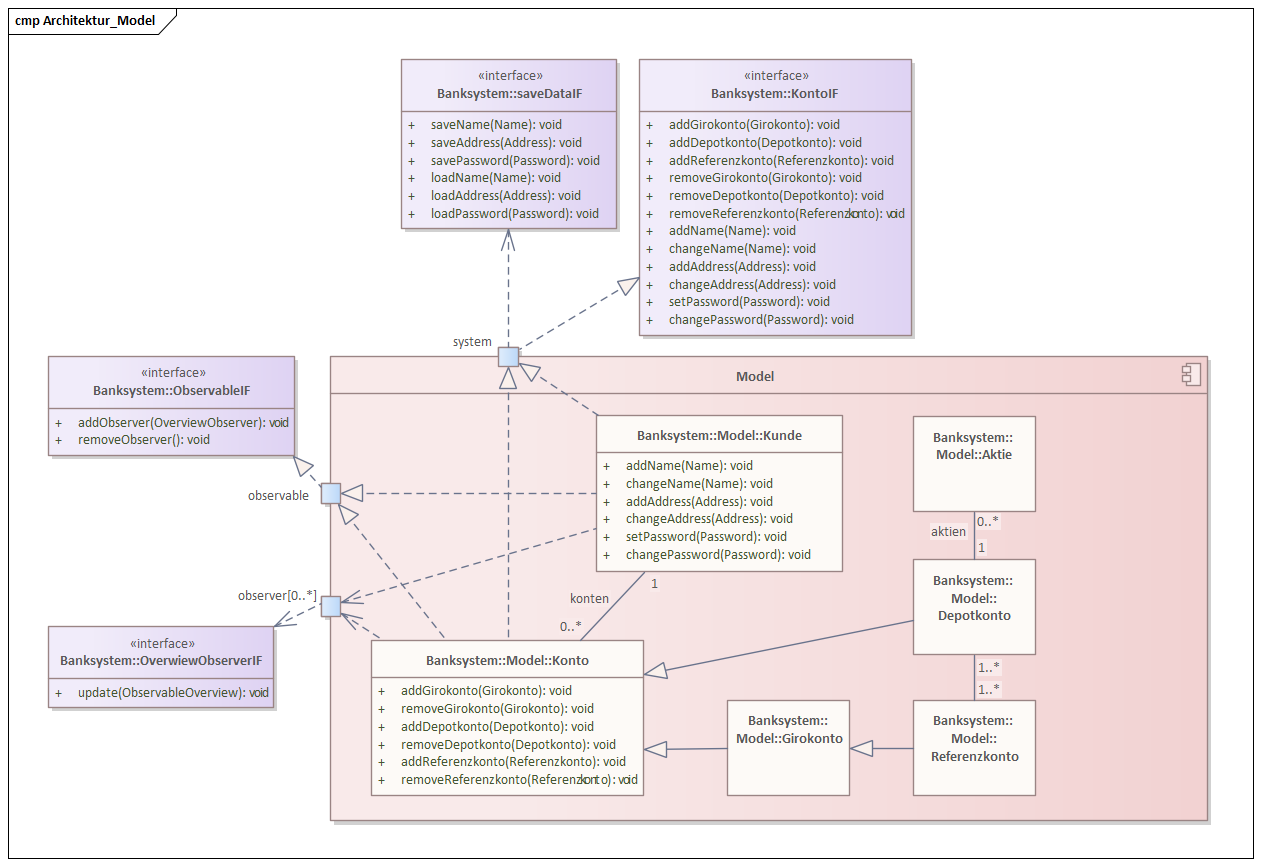 cmp Architektur_Model
«interface»
Banksystem::saveDataIF
+ saveName(Name): void
+ saveAddress(Address): void
+ savePassword(Password): void
+ loadName(Name): void
+ loadAddress(Address): void
+ loadPassword(Password): void
«interface»
Banksystem::KontoIF
+ addGirokonto(Girokonto): void
+ addDepotkonto(Depotkonto): void
+ addReferenzkonto(Referenzkonto): void
+ removeGirokonto(Girokonto): void
+ removeDepotkonto(Depotkonto): void
+ removeReferenzkonto(Referenzkonto): void
+ addName(Name): void
+ changeName(Name): void
+ addAddress(Address): void
+ changeAddress(Address): void
+ setPassword(Password): void
+ changePassword(Password): void
system
«interface»
Banksystem::ObservableIF
+ addObserver(OverviewObserver): void
+ removeObserver(): void
Model
observable
Banksystem::Model::Kunde
+ addName(Name): void
+ changeName(Name): void
+ addAddress(Address): void
+ changeAddress(Address): void
+ setPassword(Password): void
+ changePassword(Password): void
Banksystem::
Model::Aktie
0..*
aktien
1
Banksystem::
Model::
Depotkonto
1
konten
0..*
observer[0..*]
«interface»
Banksystem::OverwiewObserverIF
+ update(ObservableOverview): void
Banksystem::Model::Konto
+ addGirokonto(Girokonto): void
+ removeGirokonto(Girokonto): void
+ addDepotkonto(Depotkonto): void
+ removeDepotkonto(Depotkonto): void
+ addReferenzkonto(Referenzkonto): void
+ removeReferenzkonto(Referenzkonto): void
1..*
1..*
Banksystem::
Model::Girokonto
Banksystem::
Model::
Referenzkonto